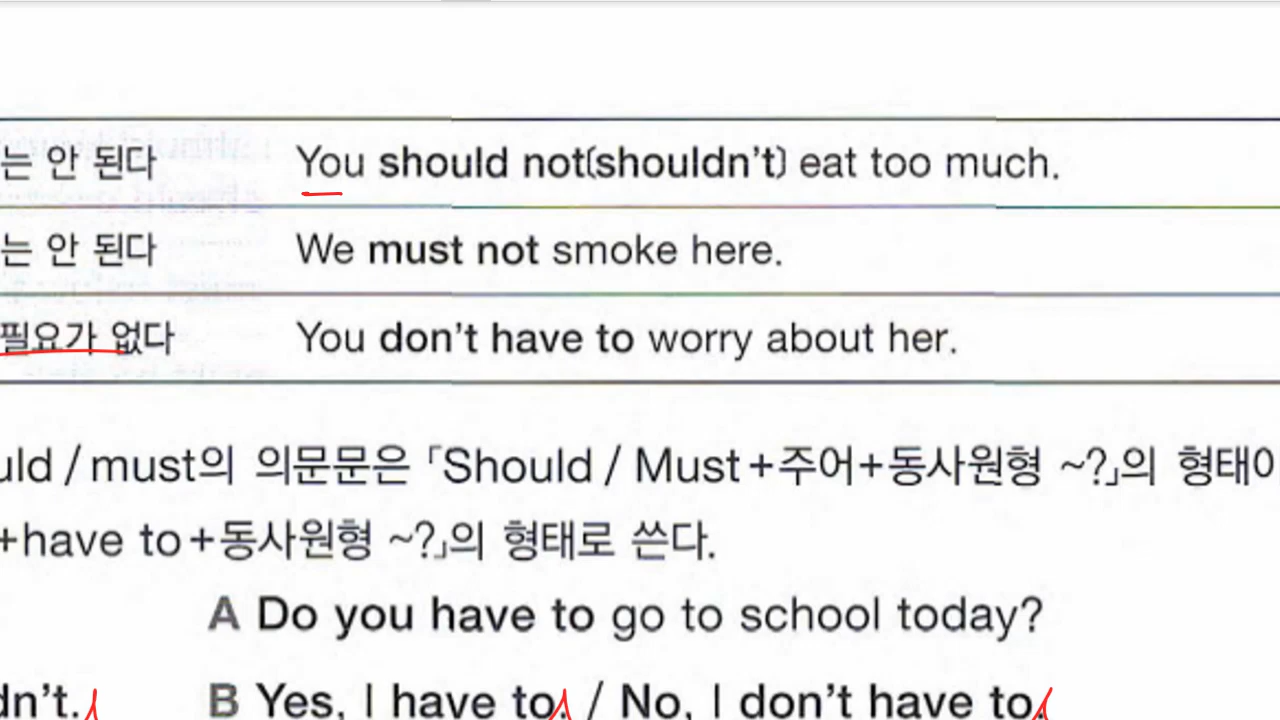 는 안 된다 You should not(shouldn't) eat too much.
는 안 된다 We must not smoke here.
필요가 없다 You don't have to worry about her.
uld / must의 의문문은 「Should / Must+주어+동사원형 ~?」의 형태이
+have to+동사원형 ~?」의 형태로 쓴다.
A Do you have to go to school today?
dn't. B Yes, I have to. / No, I don't have to.